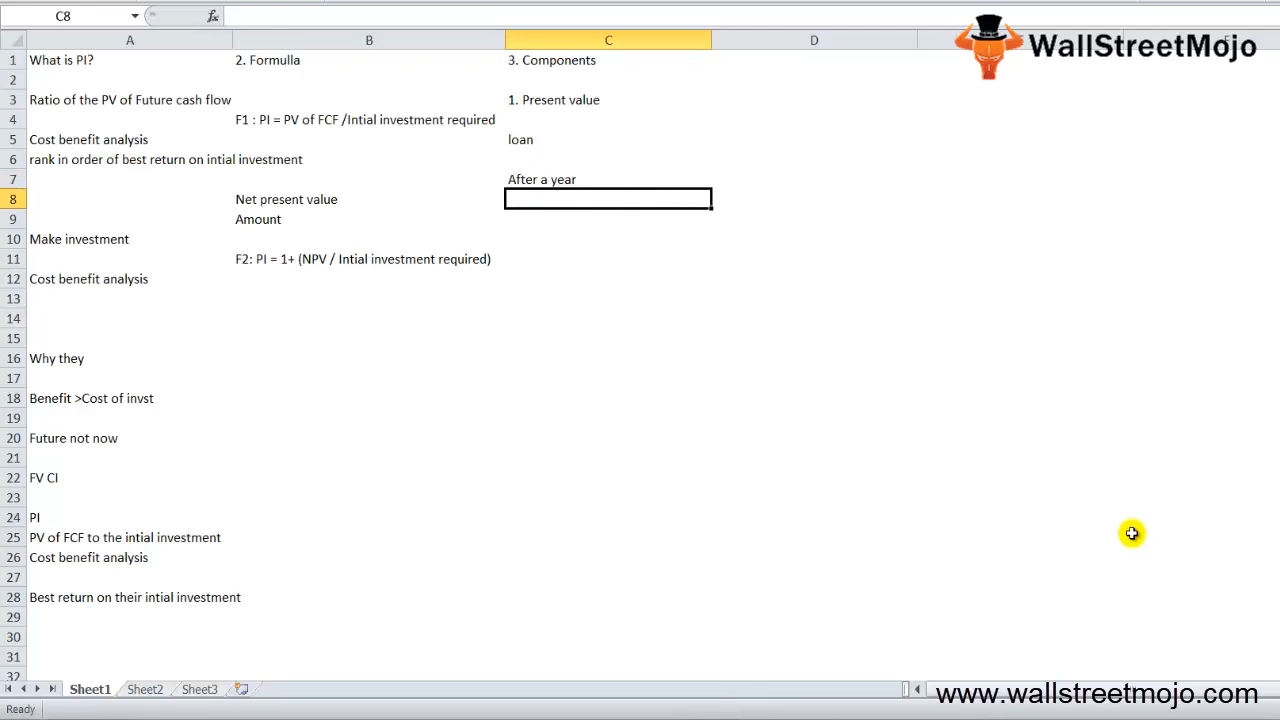 C8
fx
A B C D
1 What is PI? 2. Formulla 3. Components
2
3 Ratio of the PV of Future cash flow 1. Present value
4 F1 : PI = PV of FCF /Intial investment required
5 Cost benefit analysis loan
6 rank in order of best return on intial investment
7 After a year
8 Net present value
9 Amount
10 Make investment
11 F2: PI = 1+ (NPV / Intial investment required)
12 Cost benefit analysis
13
14
15
16 Why they
17
18 Benefit >Cost of invst
19
20 Future not now
21
22 FV CI
23
24 PI
25 PV of FCF to the intial investment
26 Cost benefit analysis
27
28 Best return on their intial investment
29
30
31
32
Sheet1 Sheet2 Sheet3
Ready
WallStreetMojo
www.wallstreetmojo.com